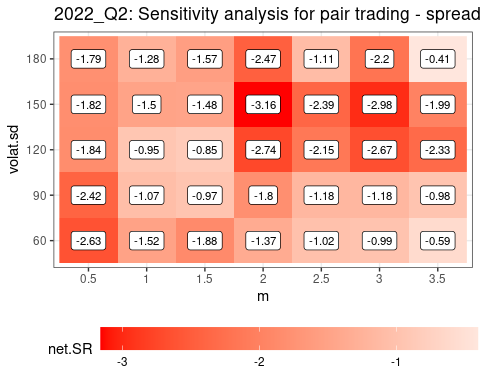 2022_Q2: Sensitivity analysis for pair trading - spread
volat.sd
180 -1.79 -1.28 -1.57 -2.47 -1.11 -2.2 -0.41
150 -1.82 -1.5 -1.48 -3.16 -2.39 -2.98 -1.99
120 -1.84 -0.95 -0.85 -2.74 -2.15 -2.67 -2.33
90 -2.42 -1.07 -0.97 -1.8 -1.18 -1.18 -0.98
60 -2.63 -1.52 -1.88 -1.37 -1.02 -0.99 -0.59
0.5 1 1.5 2 2.5 3 3.5
m
net.SR
-3 -2 -1